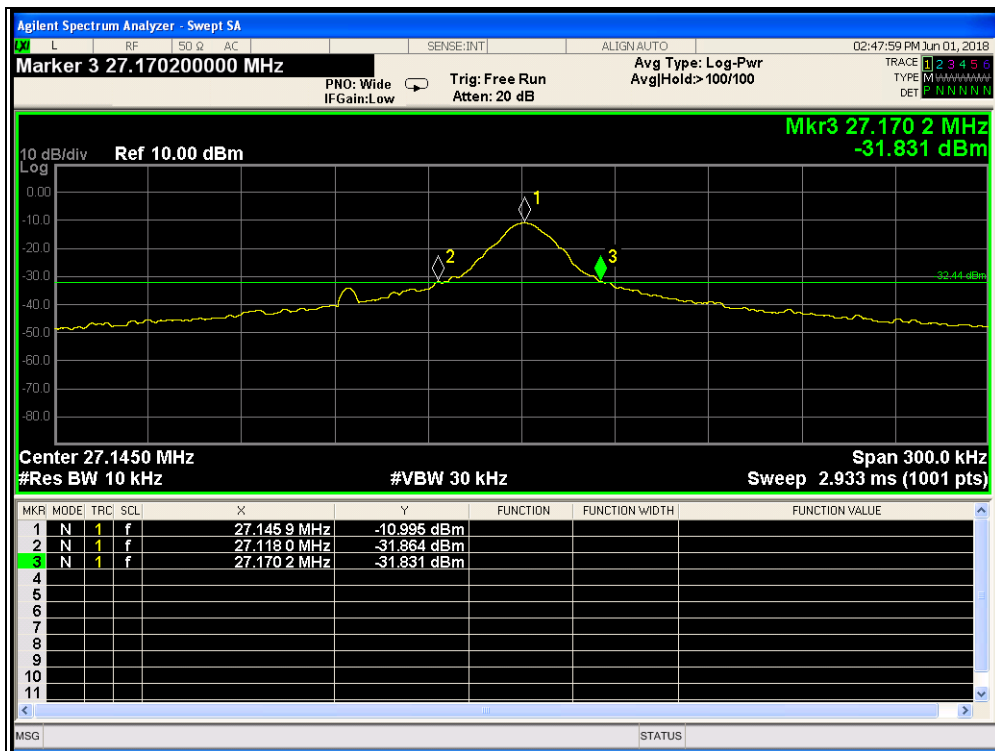 Agilent Spectrum Analyzer - Swept SA
LXI L RF 50 Ω AC SENSE:INT ALIGN AUTO 02:47:59 PM Jun 01, 2018
Marker 3 27.170200000 MHz
PNO: Wide
IFGain:Low
Trig: Free Run
Atten: 20 dB
Avg Type: Log-Pwr
Avg|Hold:>100/100
TRACE 1 2 3 4 5 6
TYPE M WWWWW
DET P N N N N N
Mkr3 27.170 2 MHz
-31.831 dBm
10 dB/div Ref 10.00 dBm
Log
0.00
-10.0
-20.0
-30.0
-40.0
-50.0
-60.0
-70.0
-80.0
1
2
3
-32.44 dBm
Center 27.1450 MHz Span 300.0 kHz
#Res BW 10 kHz #VBW 30 kHz Sweep 2.933 ms (1001 pts)
MKR MODE TRC SCL X Y FUNCTION FUNCTION WIDTH FUNCTION VALUE
1 N 1 f 27.145 9 MHz -10.995 dBm
2 N 1 f 27.118 0 MHz -31.864 dBm
3 N 1 f 27.170 2 MHz -31.831 dBm
4
5
6
7
8
9
10
11
MSG STATUS